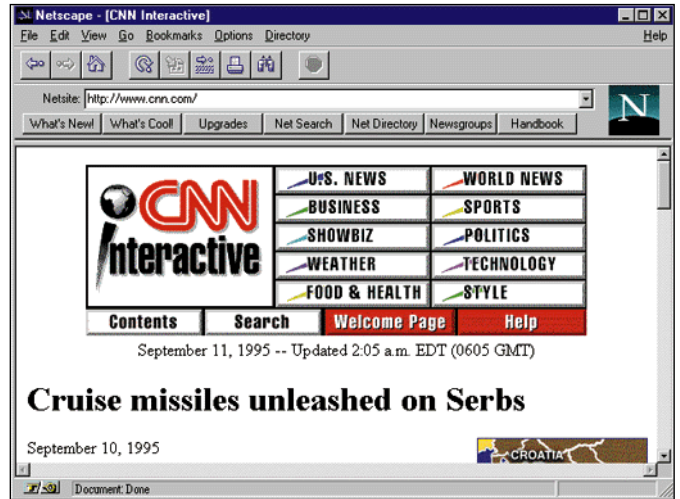 Netscape - [CNN Interactive]
File Edit View Go Bookmarks Options Directory Help
Netsite: http://www.cnn.com/
N
What's New! What's Cool! Upgrades Net Search Net Directory Newsgroups Handbook
CNN
interactive
U.S. NEWS WORLD NEWS
BUSINESS SPORTS
SHOWBIZ POLITICS
WEATHER TECHNOLOGY
FOOD & HEALTH STYLE
Contents Search Welcome Page Help
September 11, 1995 -- Updated 2:05 a.m. EDT (0605 GMT)
Cruise missiles unleashed on Serbs
September 10, 1995
CROATIA
Document: Done